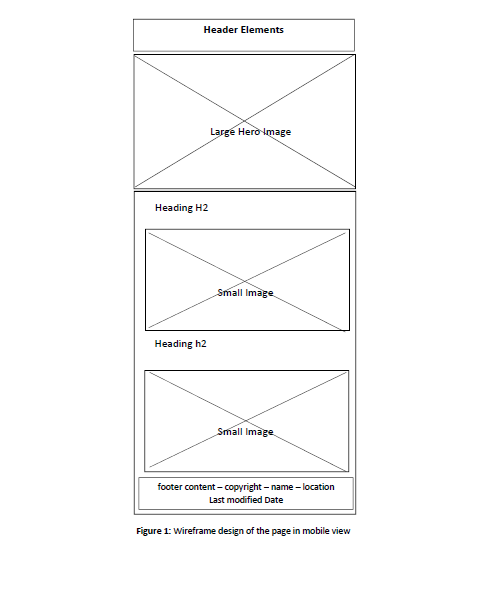 Header Elements
Large Hero Image
Heading H2
Small Image
Heading h2
Small Image
footer content – copyright – name – location
Last modified Date
Figure 1: Wireframe design of the page in mobile view